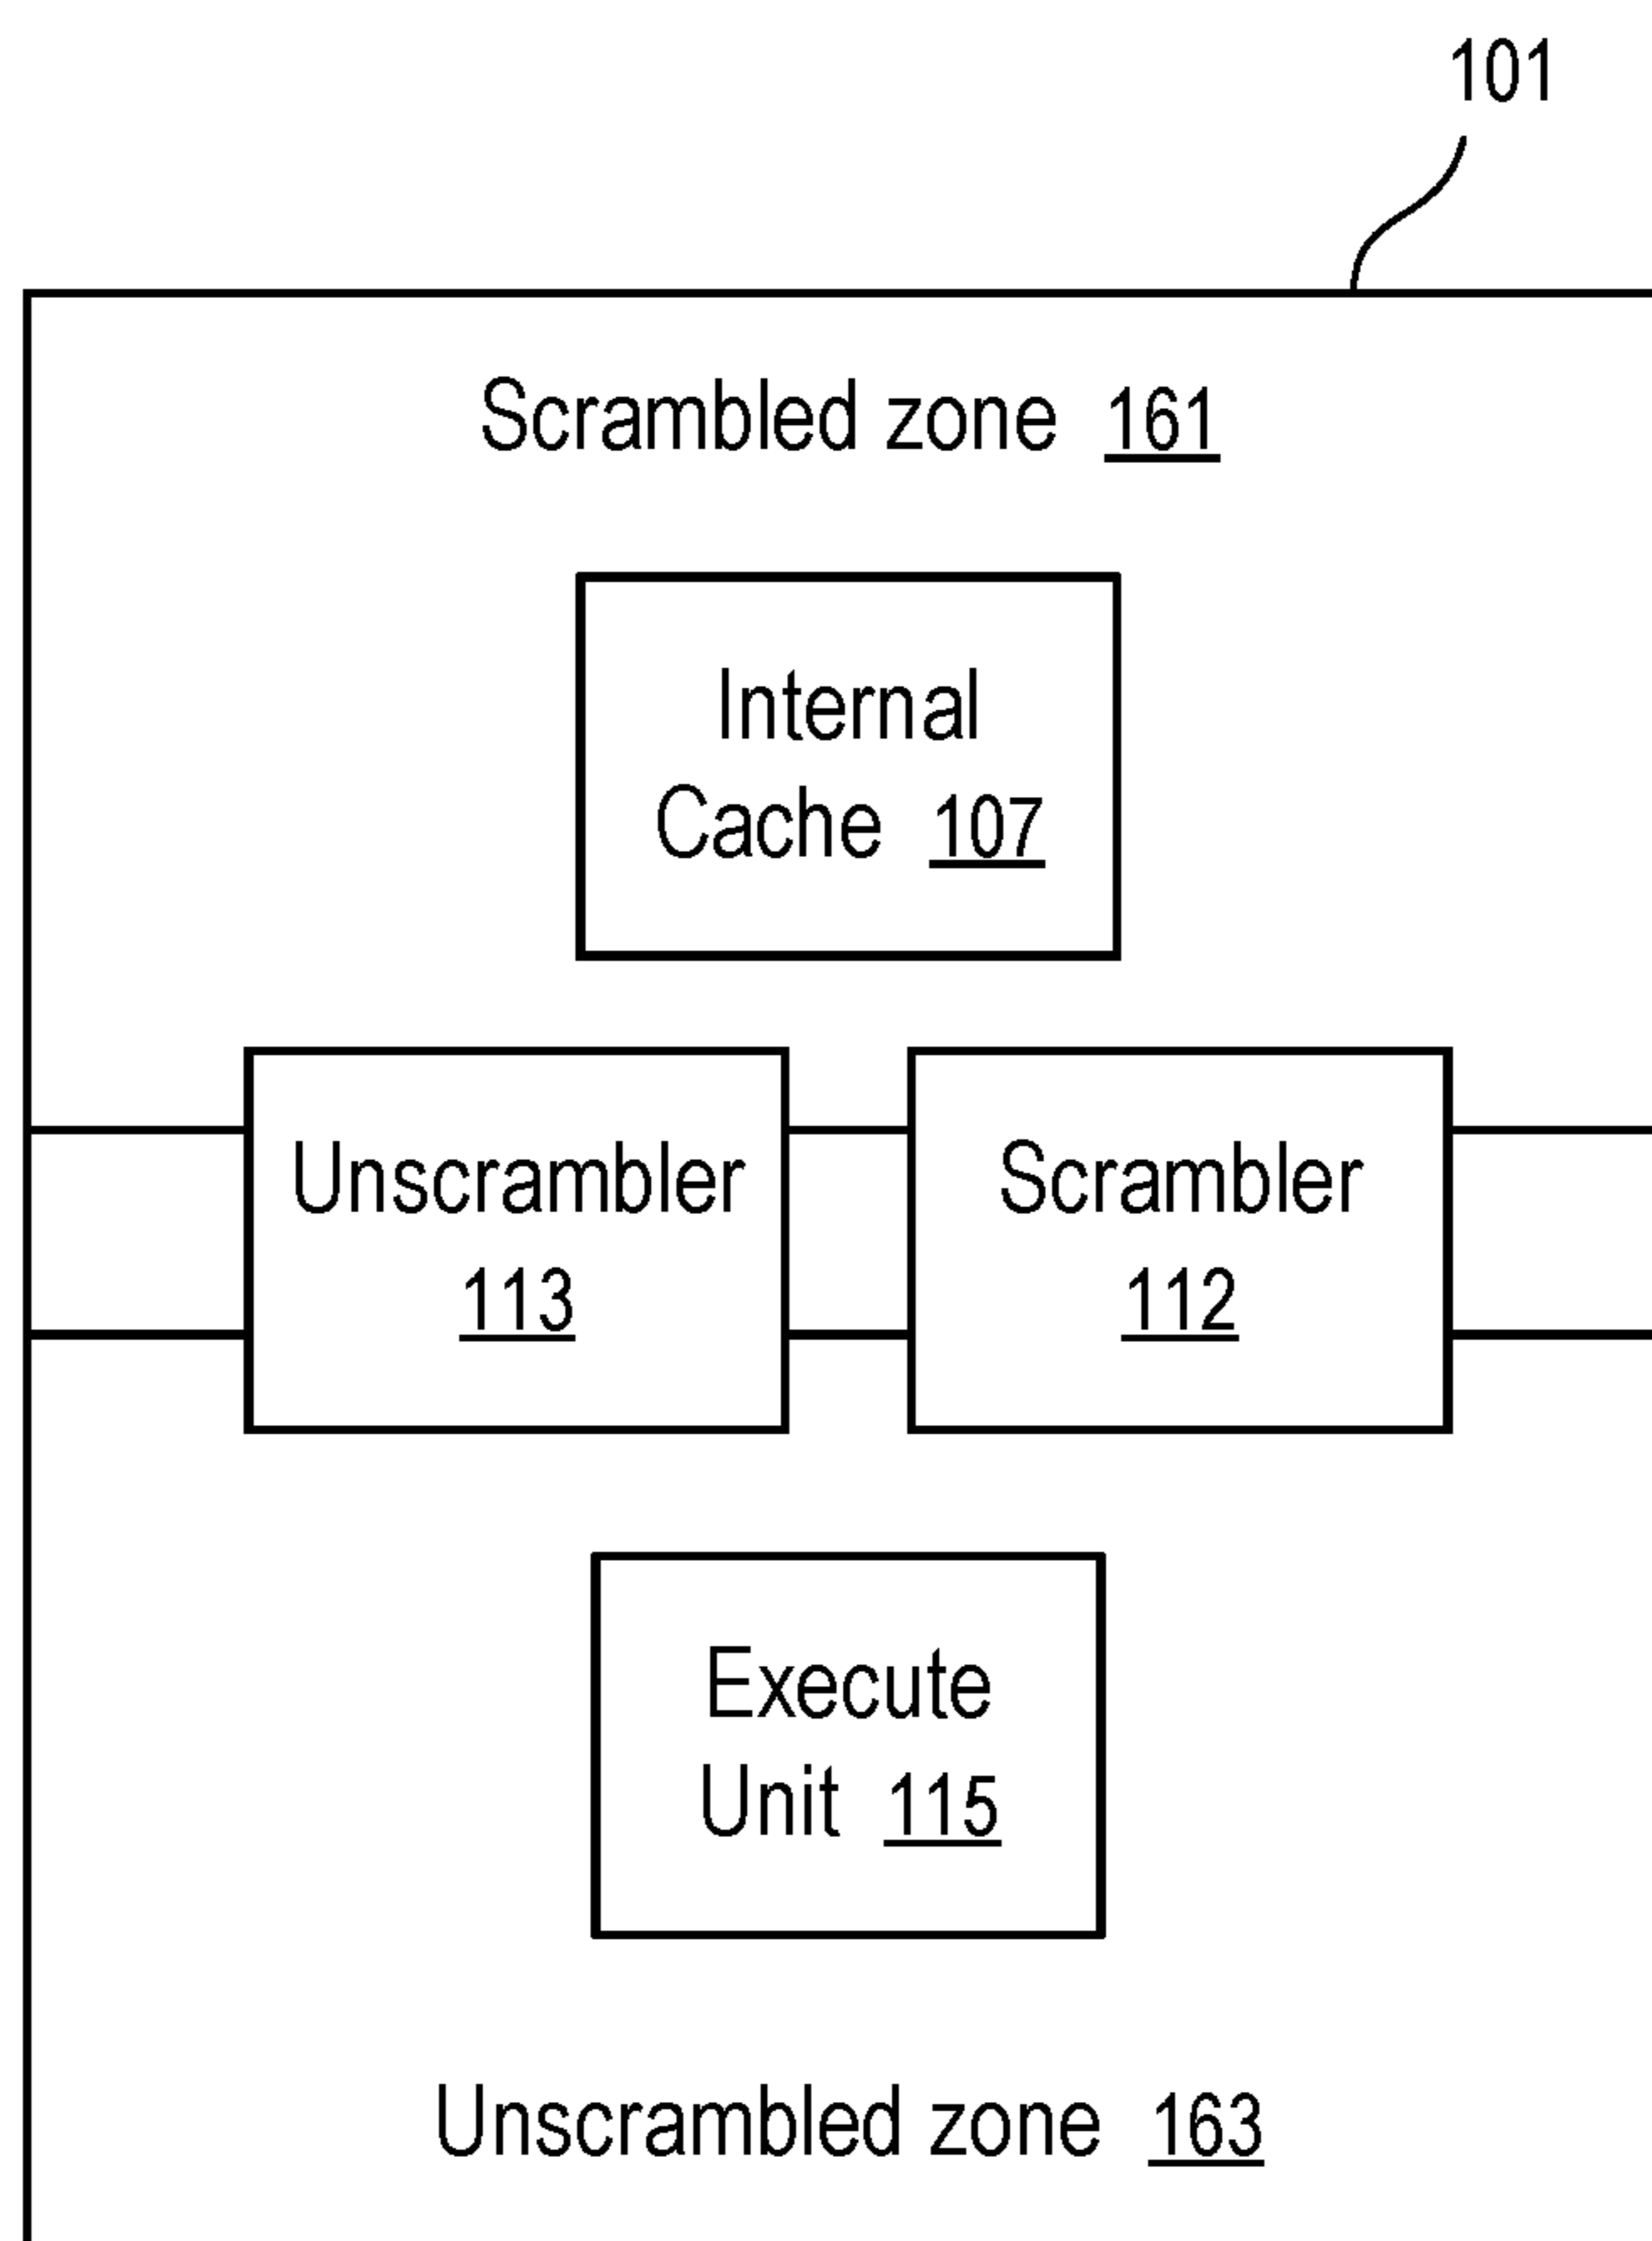 101
Scrambled zone 161
Internal
Cache 107
Unscrambler
113
Scrambler
112
Execute
Unit 115
Unscrambled zone 163